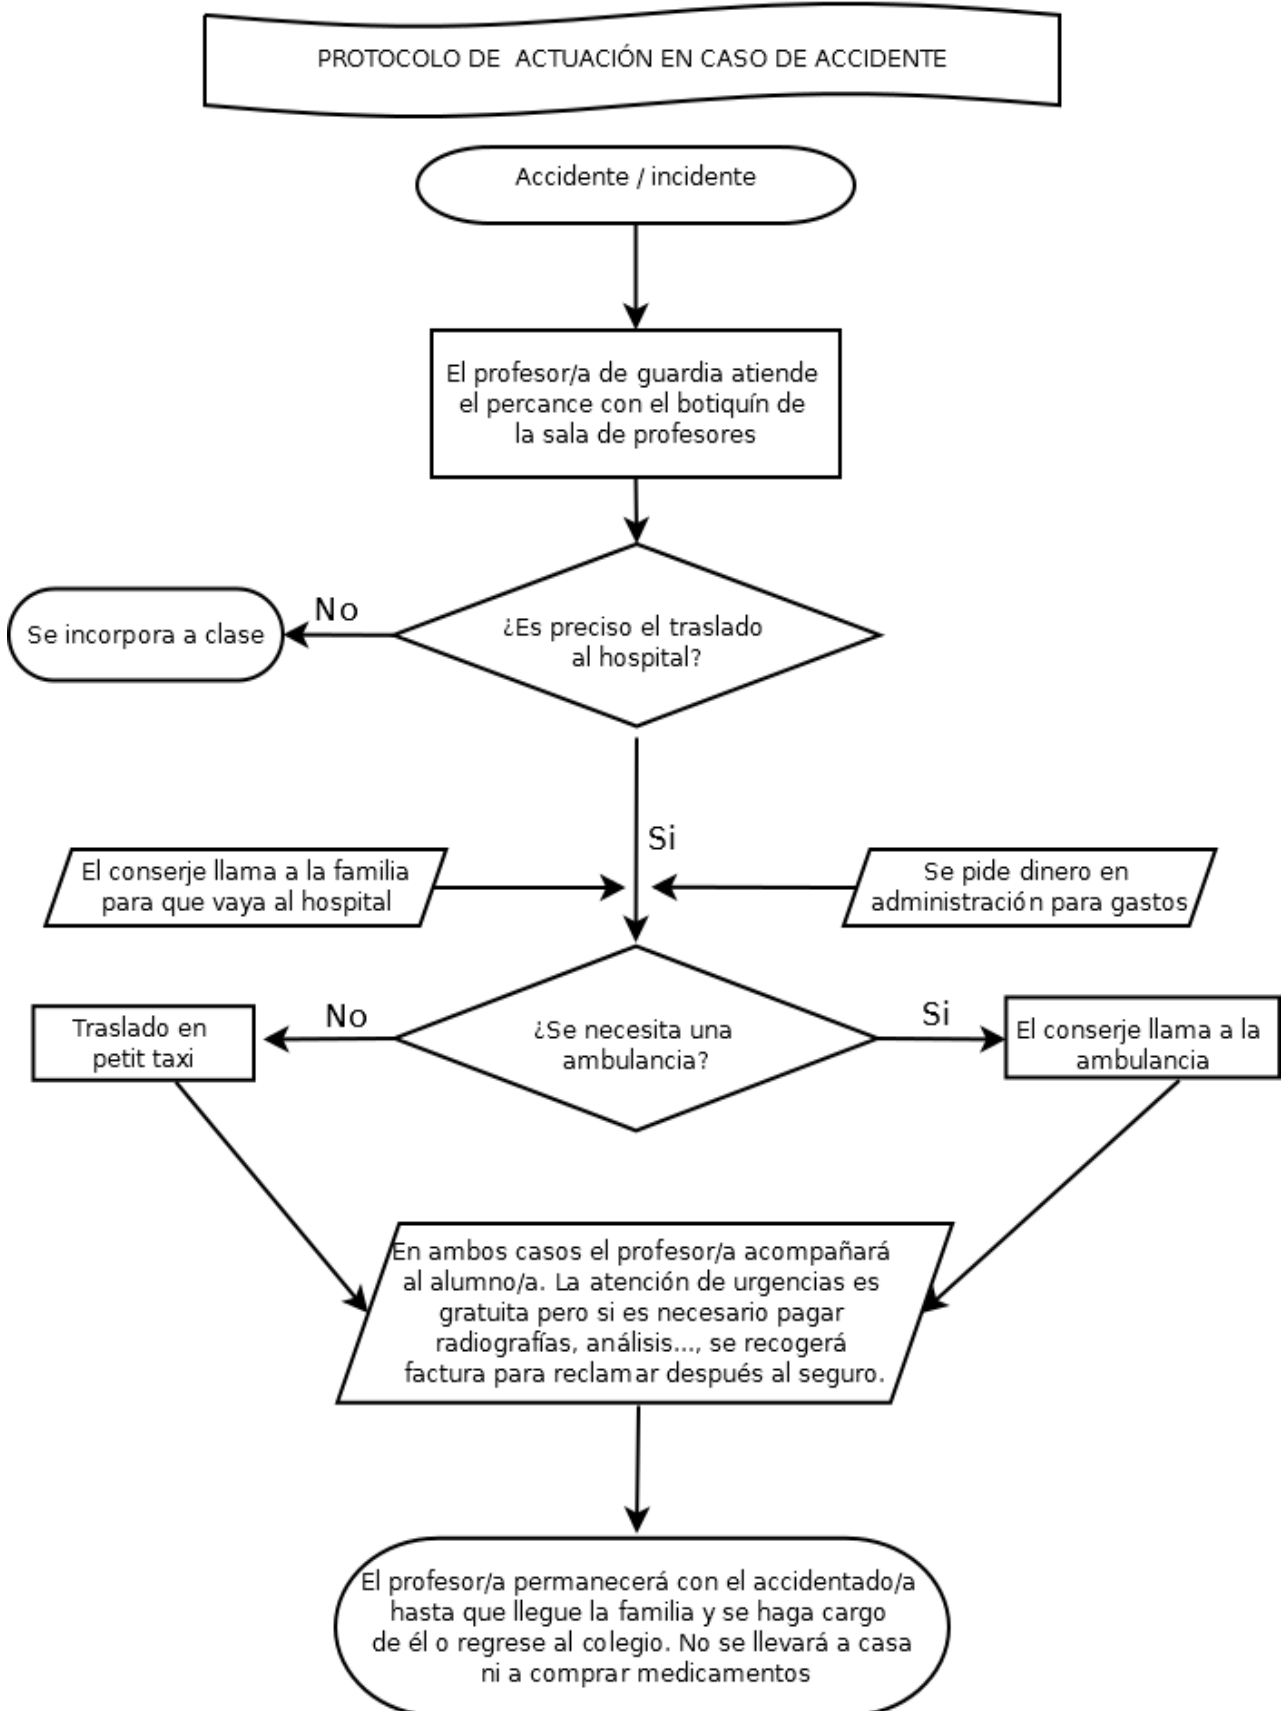 PROTOCOLO DE  ACTUACIÓN EN CASO DE ACCIDENTE
Accidente / incidente
El profesor/a de guardia atiende
el percance con el botiquín de
la sala de profesores
¿Es preciso el traslado
al hospital?
No
Se incorpora a clase
Si
El conserje llama a la familia
para que vaya al hospital
Se pide dinero en
administración para gastos
¿Se necesita una
ambulancia?
No
Traslado en
petit taxi
Si
El conserje llama a la
ambulancia
En ambos casos el profesor/a acompañará
al alumno/a. La atención de urgencias es
gratuita pero si es necesario pagar
radiografías, análisis..., se recogerá
factura para reclamar después al seguro.
El profesor/a permanecerá con el accidentado/a
hasta que llegue la familia y se haga cargo
de él o regrese al colegio. No se llevará a casa
ni a comprar medicamentos